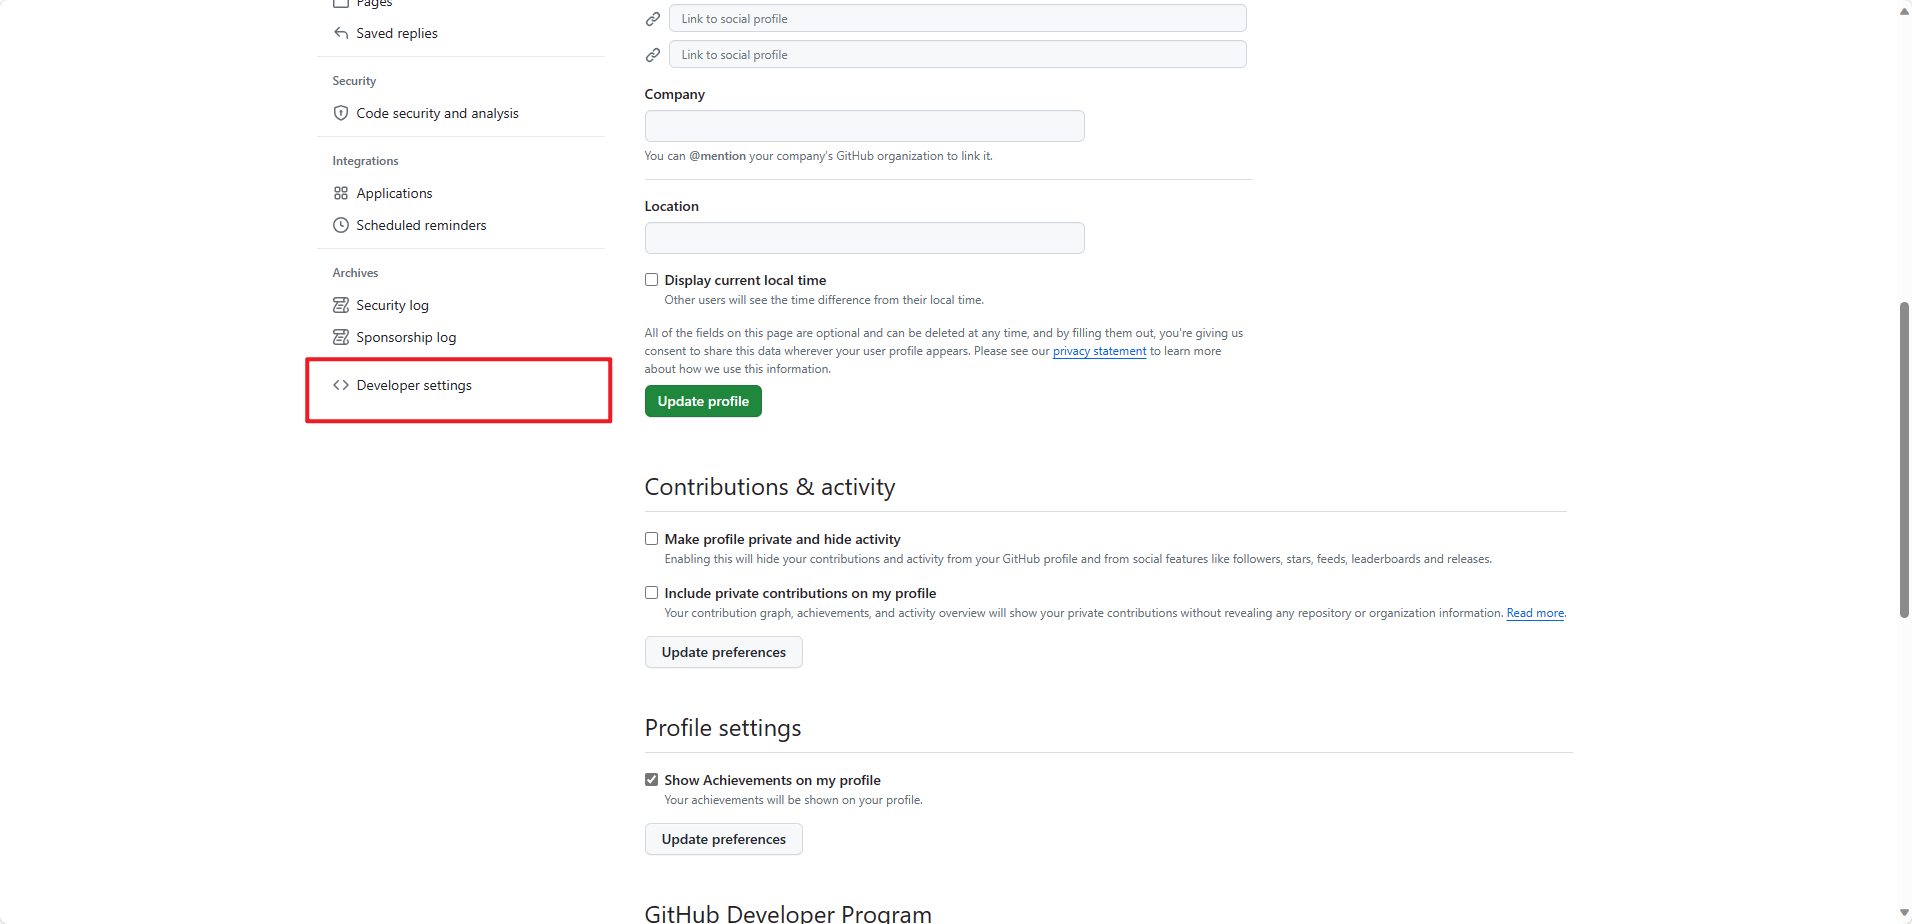 Pages
Saved replies
Security
Code security and analysis
Integrations
Applications
Scheduled reminders
Archives
Security log
Sponsorship log
Developer settings
Link to social profile
Link to social profile
Company
You can @mention your company's GitHub organization to link it.
Location
Display current local time
Other users will see the time difference from their local time.
All of the fields on this page are optional and can be deleted at any time, and by filling them out, you're giving us
consent to share this data wherever your user profile appears. Please see our privacy statement to learn more
about how we use this information.
Update profile
Contributions & activity
Make profile private and hide activity
Enabling this will hide your contributions and activity from your GitHub profile and from social features like followers, stars, feeds, leaderboards and releases.
Include private contributions on my profile
Your contribution graph, achievements, and activity overview will show your private contributions without revealing any repository or organization information. Read more.
Update preferences
Profile settings
Show Achievements on my profile
Your achievements will be shown on your profile.
Update preferences
GitHub Developer Program